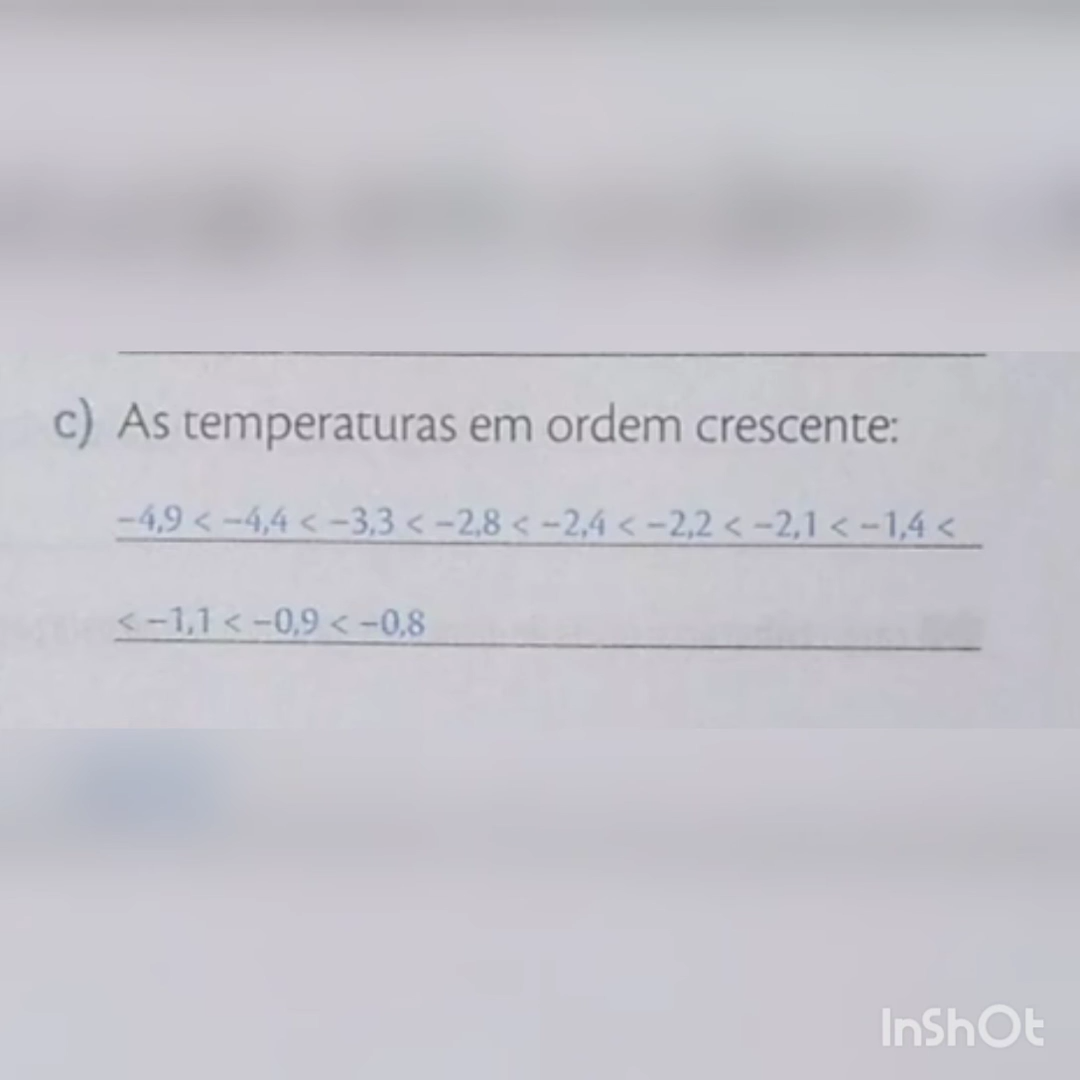 c) As temperaturas em ordem crescente:
−4,9 < −4,4 < −3,3 < −2,8 < −2,4 < −2,2 < −2,1 < −1,4 <
< −1,1 < −0,9 < −0,8
InShOt